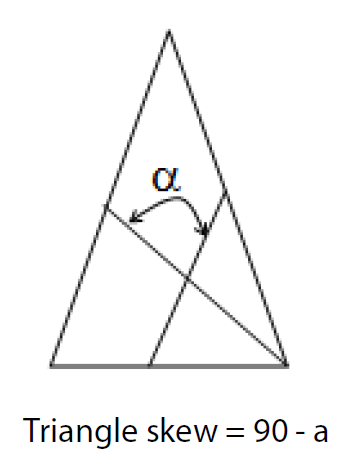 α
Triangle skew = 90 - a